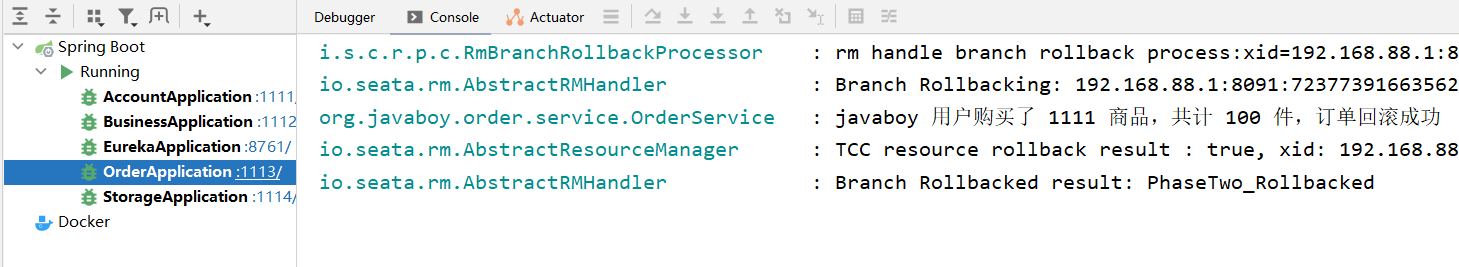 Debugger Console Actuator
Spring Boot
Running
AccountApplication :1111/
BusinessApplication :1112
EurekaApplication :8761/
OrderApplication :1113/
StorageApplication :1114/
Docker
i.s.c.r.p.c.RmBranchRollbackProcessor : rm handle branch rollback process:xid=192.168.88.1:8
io.seata.rm.AbstractRMHandler : Branch Rollbacking: 192.168.88.1:8091:72377391663562
org.javaboy.order.service.OrderService : javaboy 用户购买了 1111 商品，共计 100 件，订单回滚成功
io.seata.rm.AbstractResourceManager : TCC resource rollback result : true, xid: 192.168.88
io.seata.rm.AbstractRMHandler : Branch Rollbacked result: PhaseTwo_Rollbacked